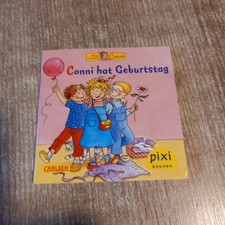 Conni hat Geburtstag
CARLSEN
pixi
BÜCHER